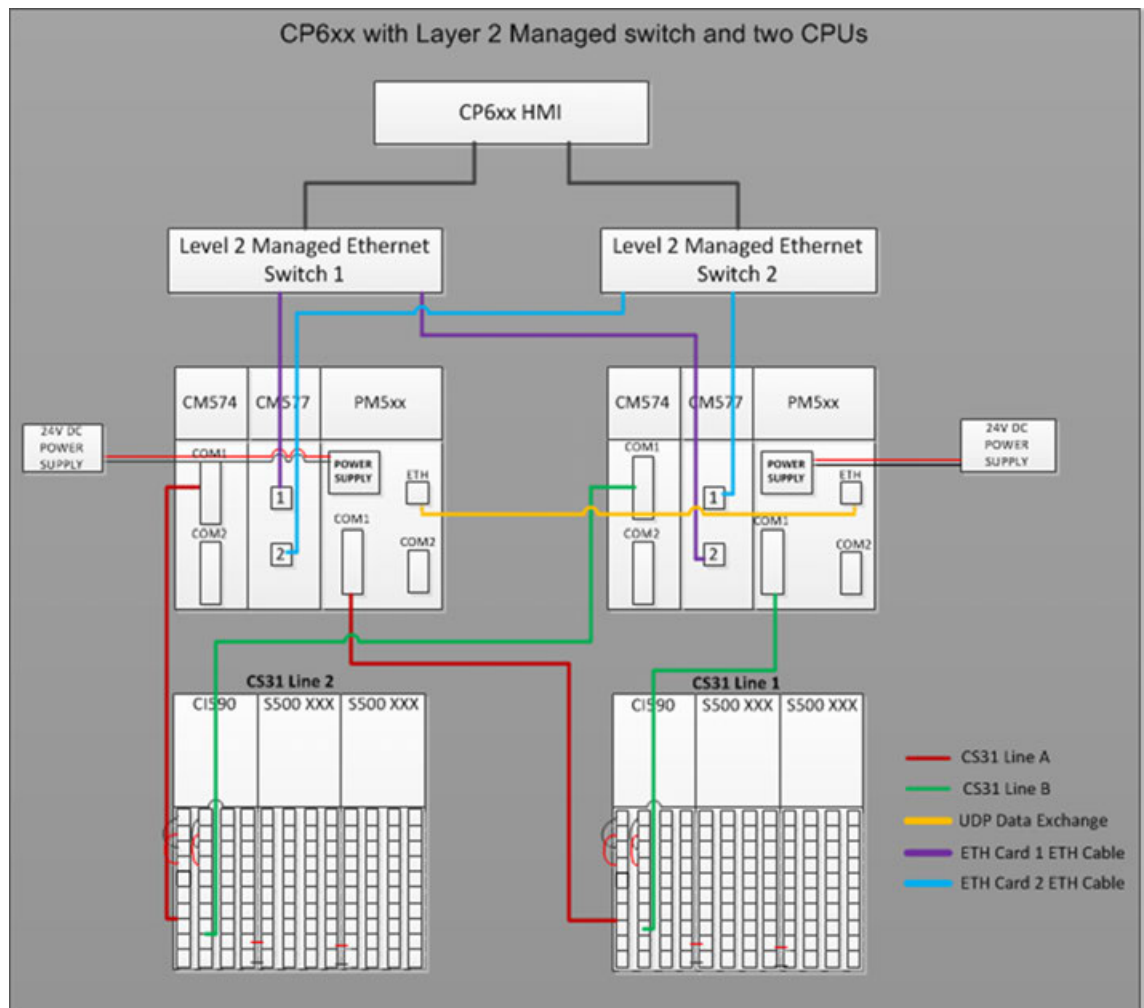 CP6xx with Layer 2 Managed switch and two CPUs
CP6xx HMI
Level 2 Managed Ethernet
Switch 1
Level 2 Managed Ethernet
Switch 2
CM574
CM577
PM5xx
24V DC
POWER
SUPPLY
COM1
COM2
1
2
POWER
SUPPLY
ETH
COM1
COM2
CM574
CM577
PM5xx
COM1
COM2
1
2
POWER
SUPPLY
ETH
COM1
COM2
24V DC
POWER
SUPPLY
CS31 Line 2
CI590
S500 XXX
S500 XXX
CS31 Line 1
CI590
S500 XXX
S500 XXX
CS31 Line A
CS31 Line B
UDP Data Exchange
ETH Card 1 ETH Cable
ETH Card 2 ETH Cable